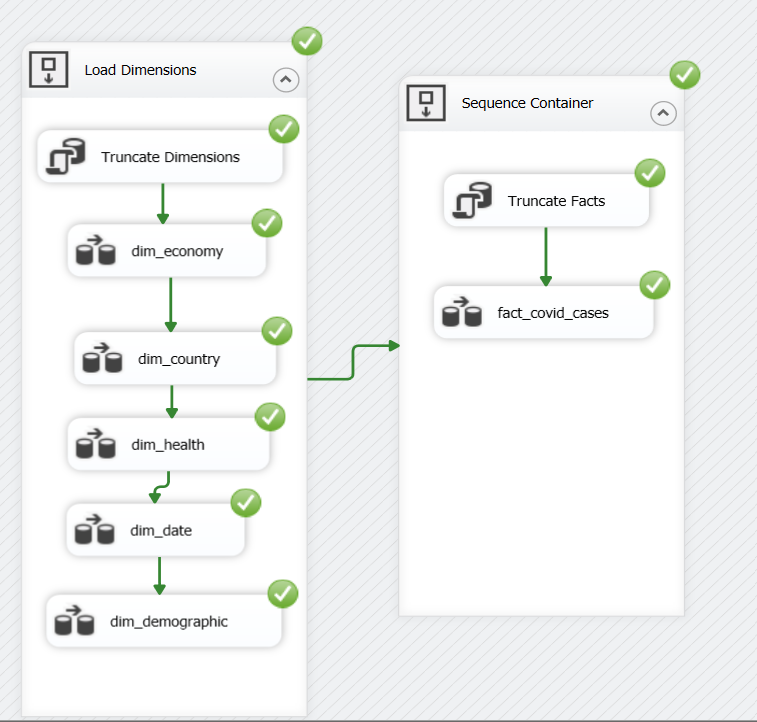 Load Dimensions
Truncate Dimensions
dim_economy
dim_country
dim_health
dim_date
dim_demographic
Sequence Container
Truncate Facts
fact_covid_cases